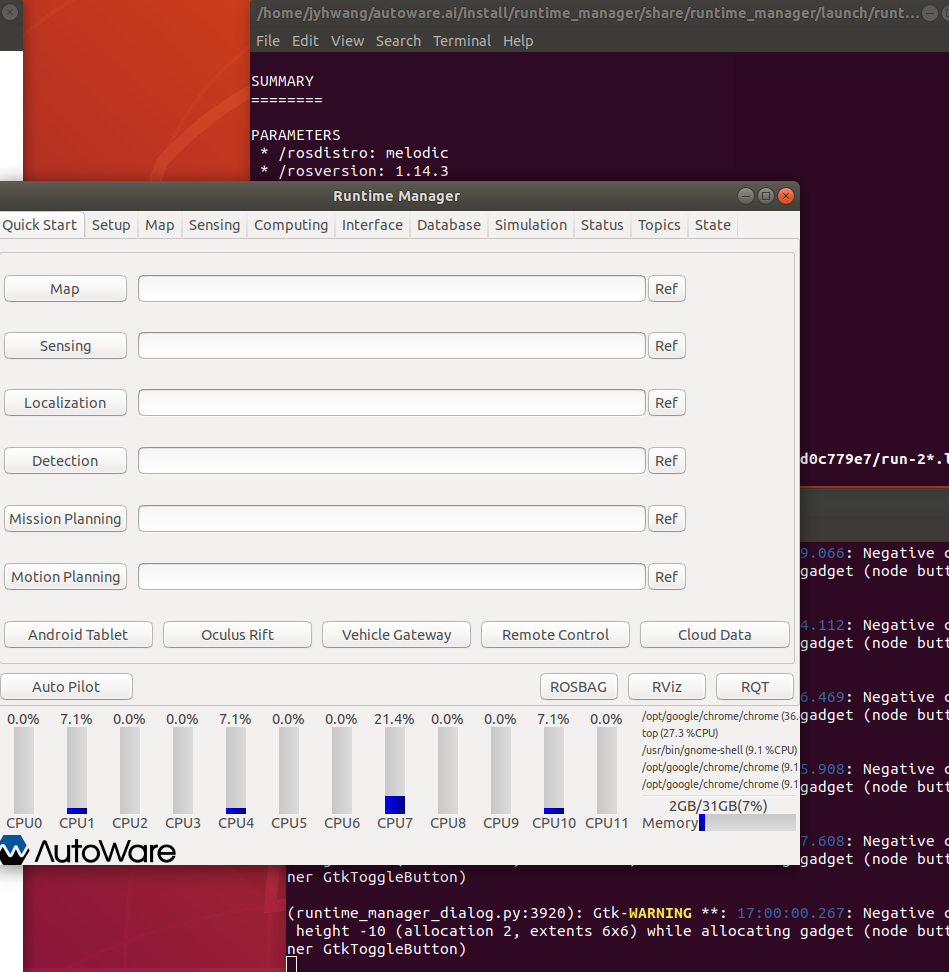 /home/jyhwang/autoware.ai/install/runtime_manager/share/runtime_manager/launch/runt...
File Edit View Search Terminal Help
SUMMARY
========
PARAMETERS
* /rosdistro: melodic
* /rosversion: 1.14.3
Runtime Manager
Quick Start Setup Map Sensing Computing Interface Database Simulation Status Topics State
Map Ref
Sensing Ref
Localization Ref
Detection Ref
d0c779e7/run-2*.l
Mission Planning Ref
Motion Planning Ref
9.066: Negative c
gadget (node butt
Android Tablet Oculus Rift Vehicle Gateway Remote Control Cloud Data
4.112: Negative c
gadget (node butt
Auto Pilot ROSBAG RViz RQT
6.469: Negative c
gadget (node butt
0.0% 7.1% 0.0% 0.0% 7.1% 0.0% 0.0% 21.4% 0.0% 0.0% 7.1% 0.0%
/opt/google/chrome/chrome (36.
top (27.3 %CPU)
/usr/bin/gnome-shell (9.1 %CPU)
/opt/google/chrome/chrome (9.1
/opt/google/chrome/chrome (9.1
5.908: Negative c
gadget (node butt
2GB/31GB(7%)
CPU0 CPU1 CPU2 CPU3 CPU4 CPU5 CPU6 CPU7 CPU8 CPU9 CPU10 CPU11 Memory
7.608: Negative c
gadget (node butt
AutoWare
ner GtkToggleButton)
(runtime_manager_dialog.py:3920): Gtk-WARNING **: 17:00:00.267: Negative c
height -10 (allocation 2, extents 6x6) while allocating gadget (node butt
ner GtkToggleButton)